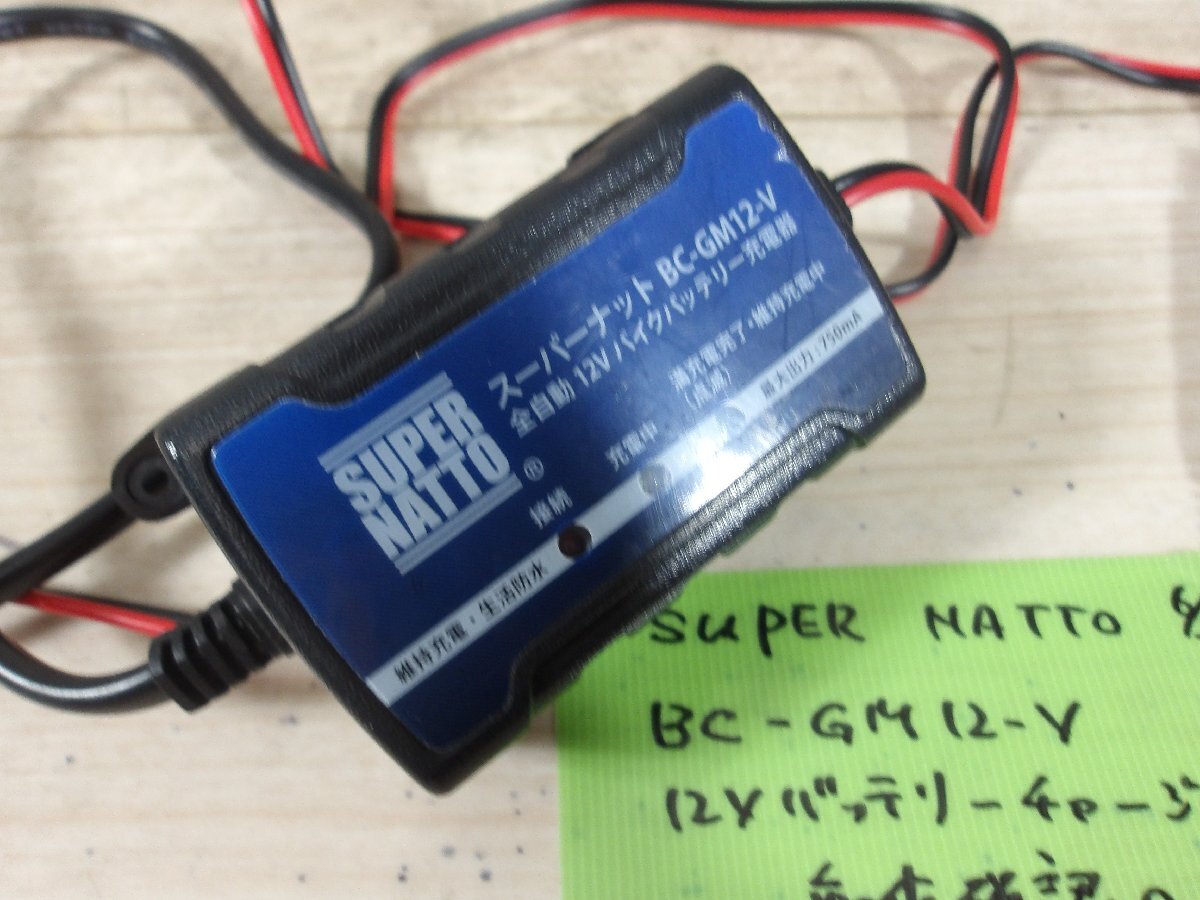 スーパーナット BC-GM12-V
全自動 12V バイクバッテリー充電器
SUPER
NATTO
®
接続
充電中
満充電完了・維持充電中
(点滅)
維持充電・生活防水
最大出力:750mA
SUPER NATTO
BC-GM12-V
12Vバッテリーチャージ